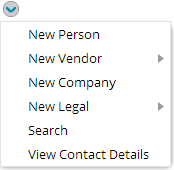 New Person
New Vendor
New Company
New Legal
Search
View Contact Details